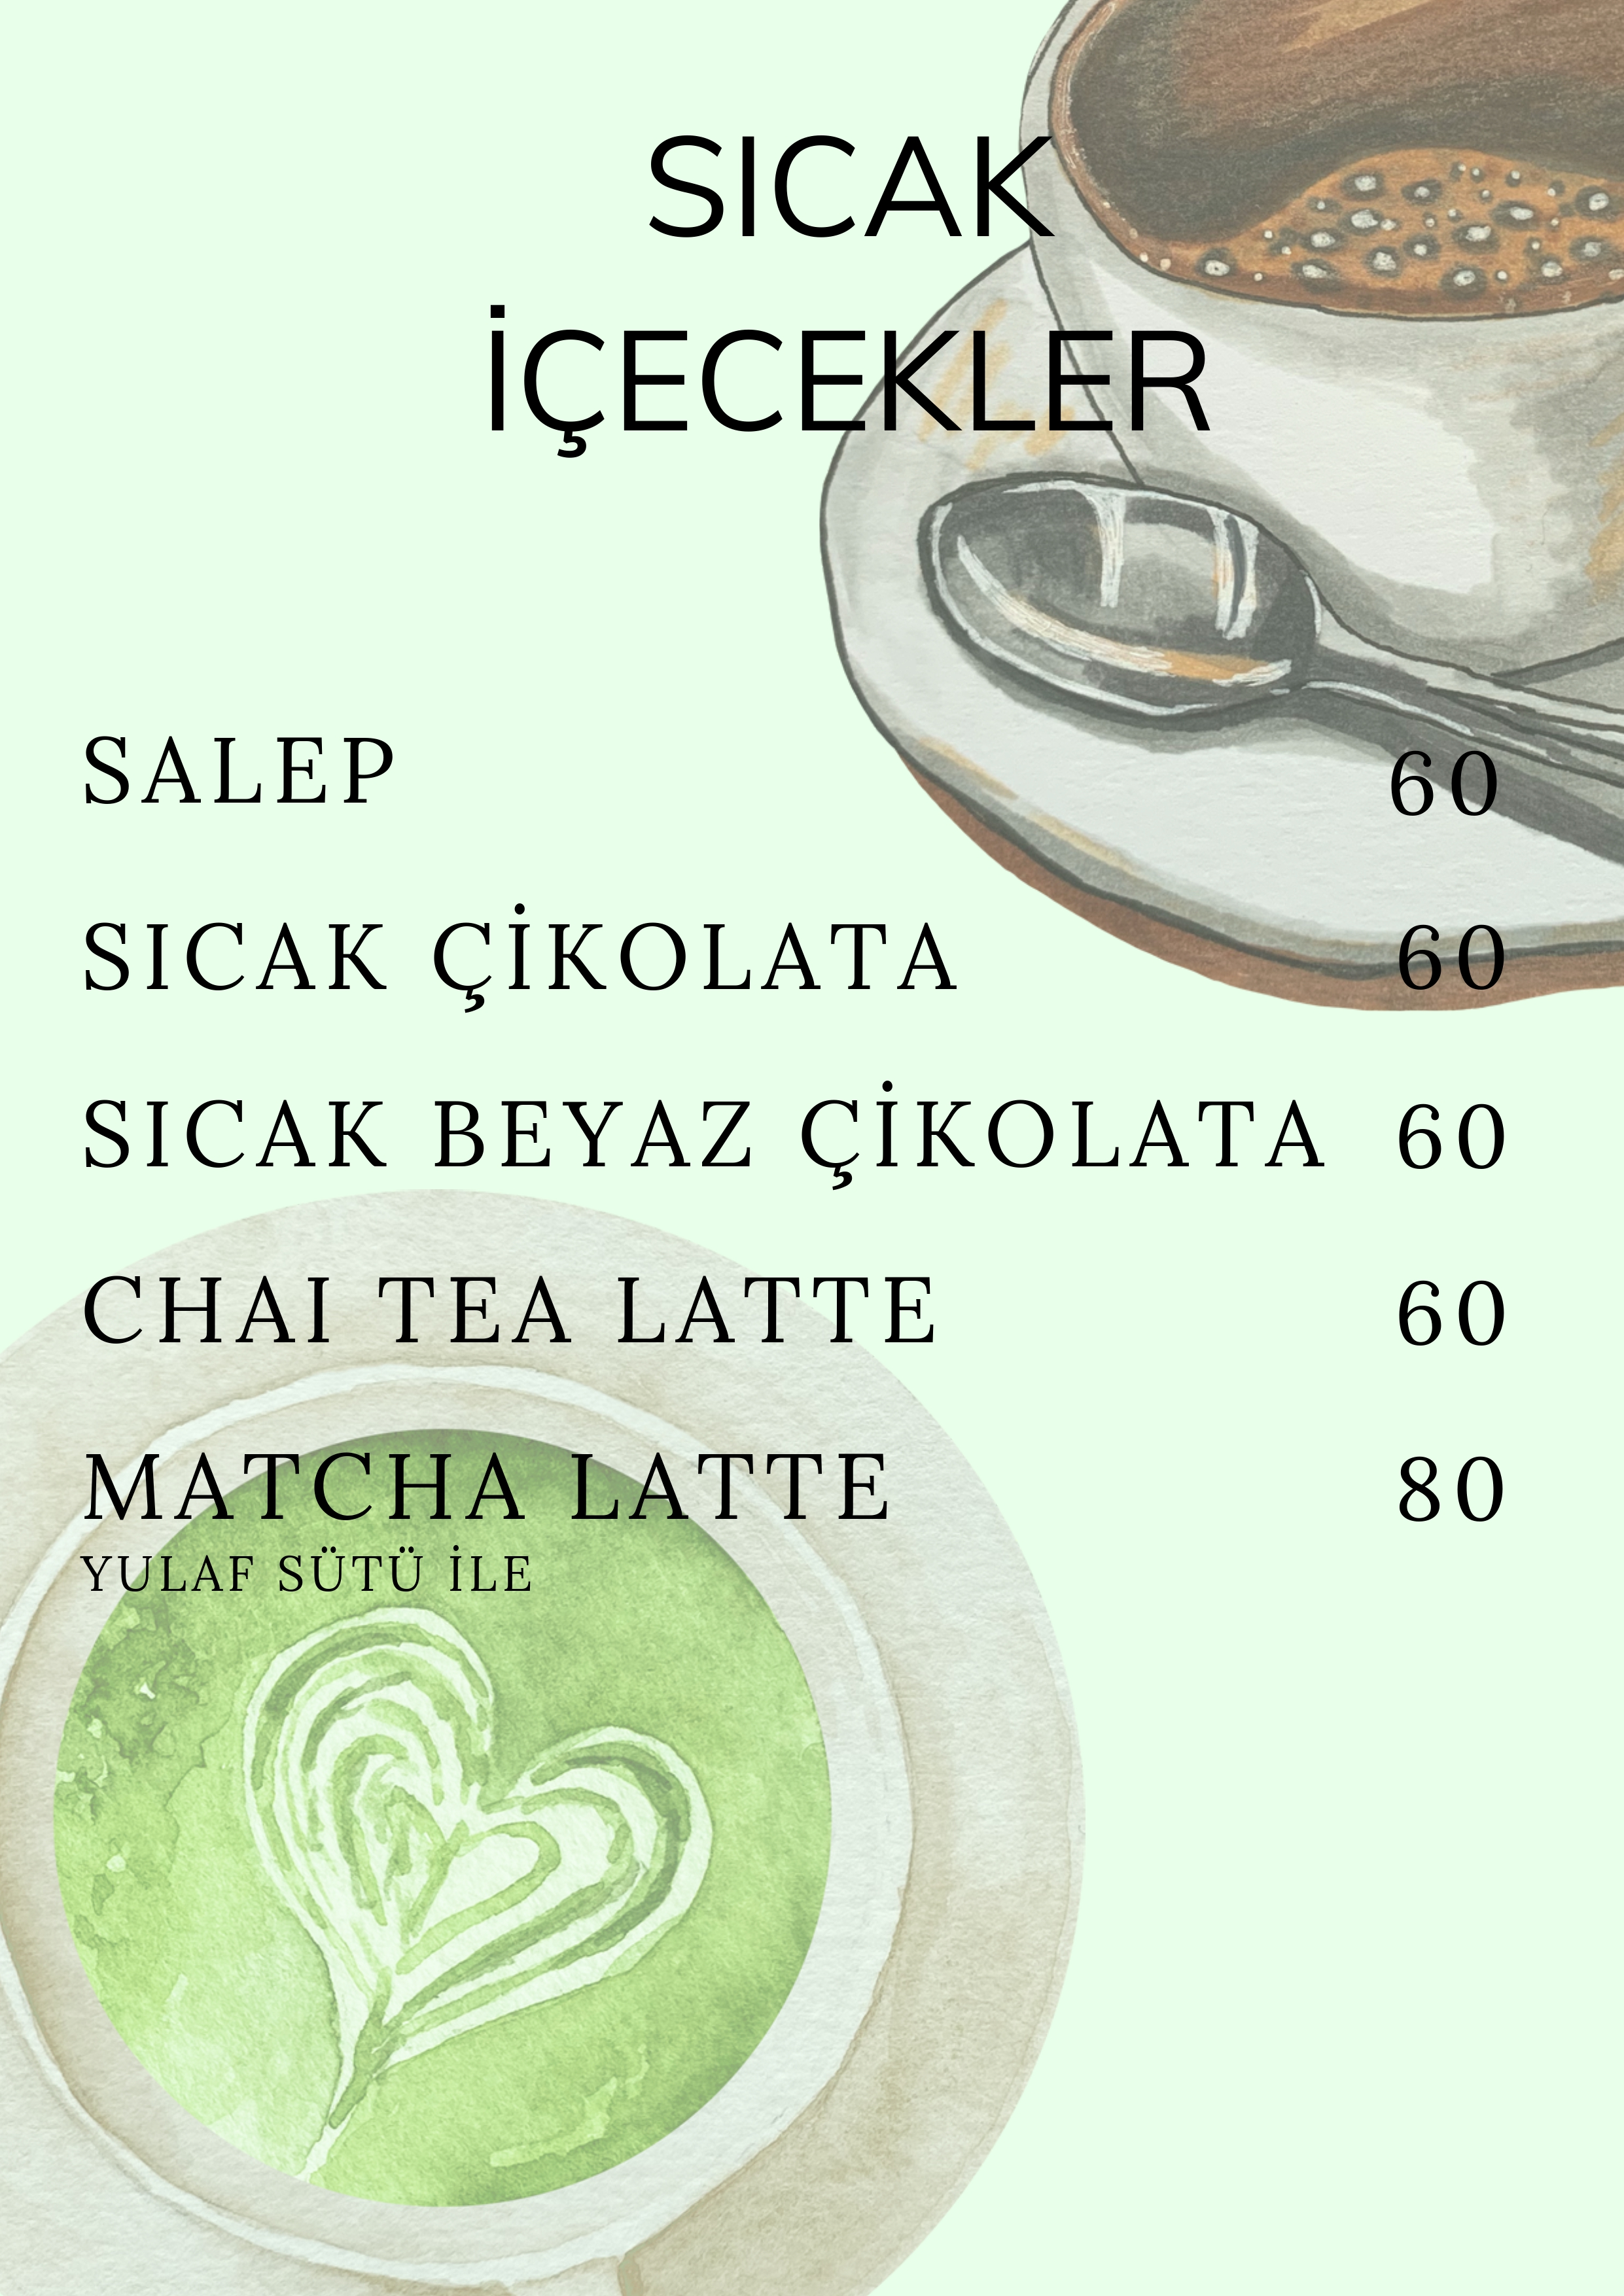 SICAK
İÇECEKLER
SALEP 60
SICAK ÇİKOLATA 60
SICAK BEYAZ ÇİKOLATA 60
CHAI TEA LATTE 60
MATCHA LATTE 80
YULAF SÜTÜ İLE